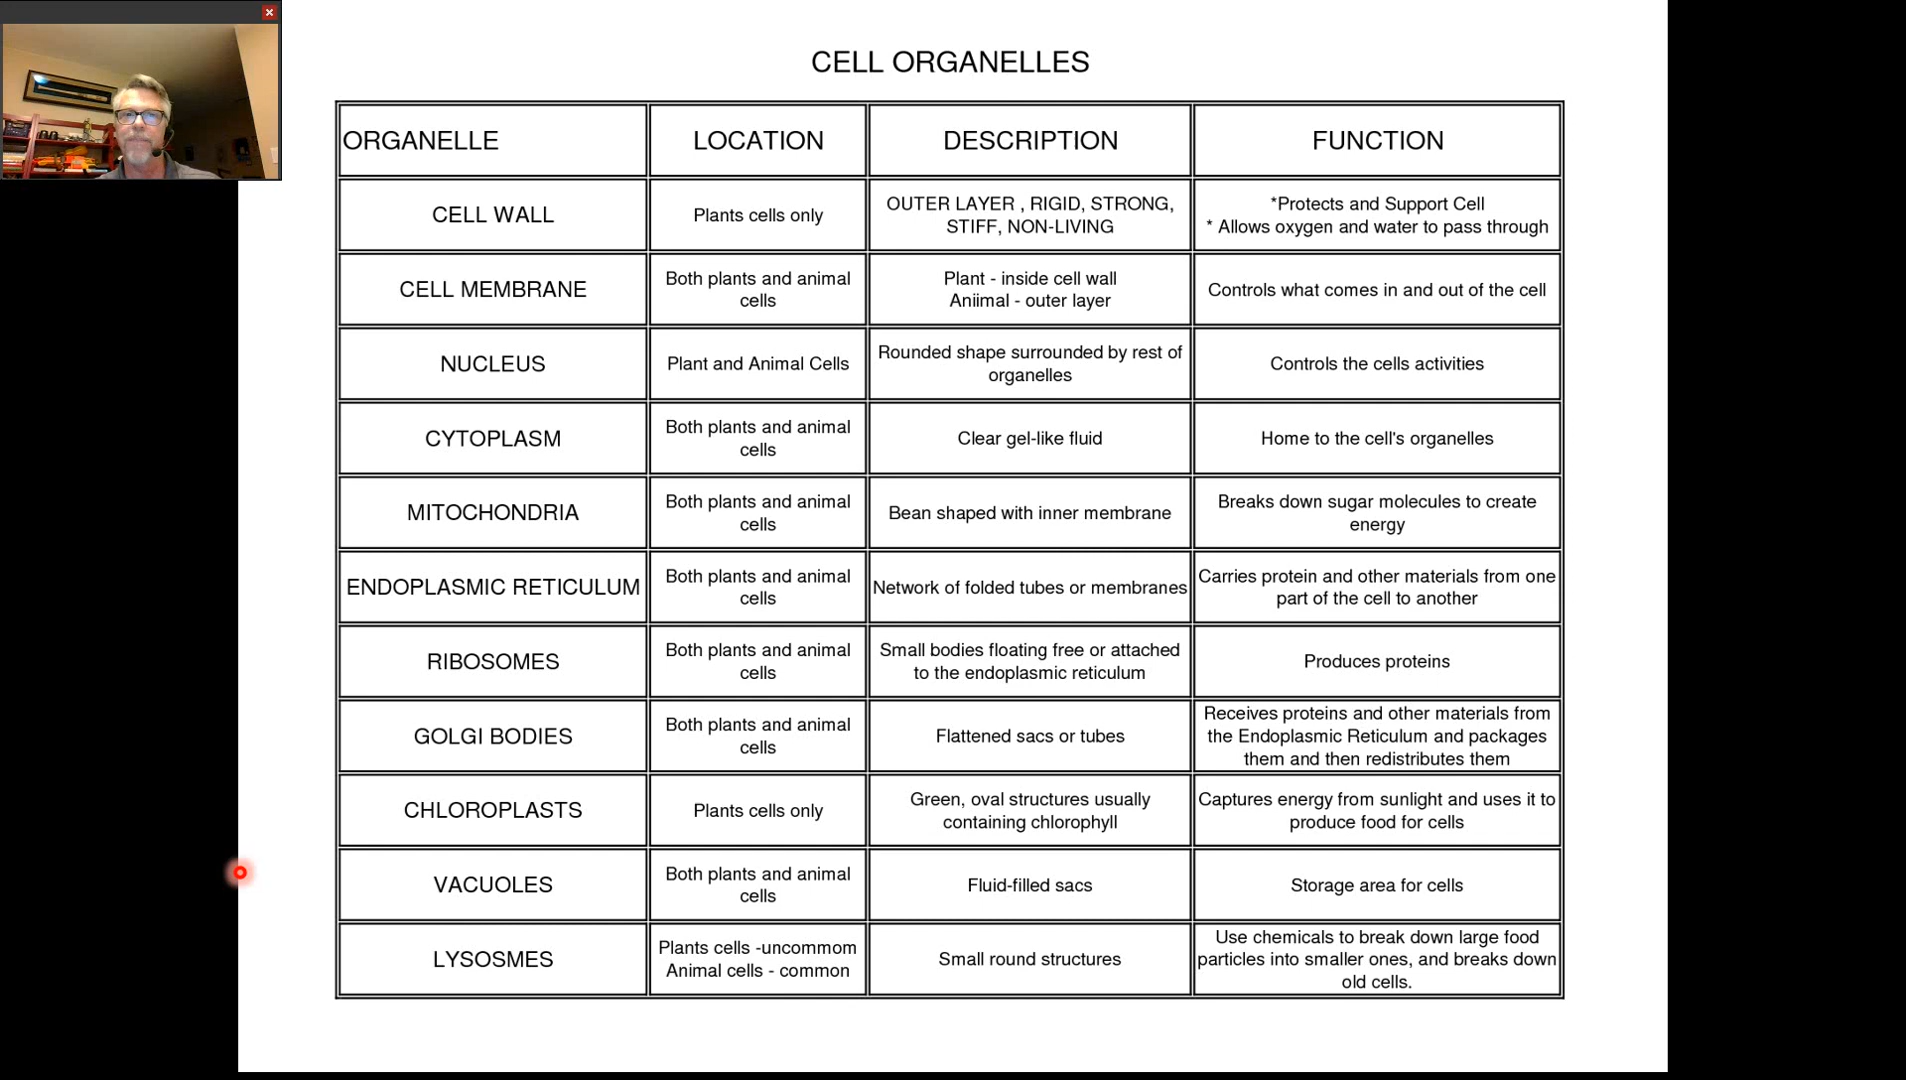 CELL ORGANELLES
ORGANELLE
LOCATION
DESCRIPTION
FUNCTION
CELL WALL
Plants cells only
OUTER LAYER , RIGID, STRONG,
STIFF, NON-LIVING
*Protects and Support Cell
* Allows oxygen and water to pass through
CELL MEMBRANE
Both plants and animal
cells
Plant - inside cell wall
Aniimal - outer layer
Controls what comes in and out of the cell
NUCLEUS
Plant and Animal Cells
Rounded shape surrounded by rest of
organelles
Controls the cells activities
CYTOPLASM
Both plants and animal
cells
Clear gel-like fluid
Home to the cell's organelles
MITOCHONDRIA
Both plants and animal
cells
Bean shaped with inner membrane
Breaks down sugar molecules to create
energy
ENDOPLASMIC RETICULUM
Both plants and animal
cells
Network of folded tubes or membranes
Carries protein and other materials from one
part of the cell to another
RIBOSOMES
Both plants and animal
cells
Small bodies floating free or attached
to the endoplasmic reticulum
Produces proteins
GOLGI BODIES
Both plants and animal
cells
Flattened sacs or tubes
Receives proteins and other materials from
the Endoplasmic Reticulum and packages
them and then redistributes them
CHLOROPLASTS
Plants cells only
Green, oval structures usually
containing chlorophyll
Captures energy from sunlight and uses it to
produce food for cells
VACUOLES
Both plants and animal
cells
Fluid-filled sacs
Storage area for cells
LYSOSMES
Plants cells -uncommom
Animal cells - common
Small round structures
Use chemicals to break down large food
particles into smaller ones, and breaks down
old cells.